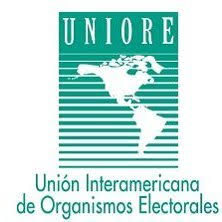 UNIORE
Unión Interamericana
de Organismos Electorales